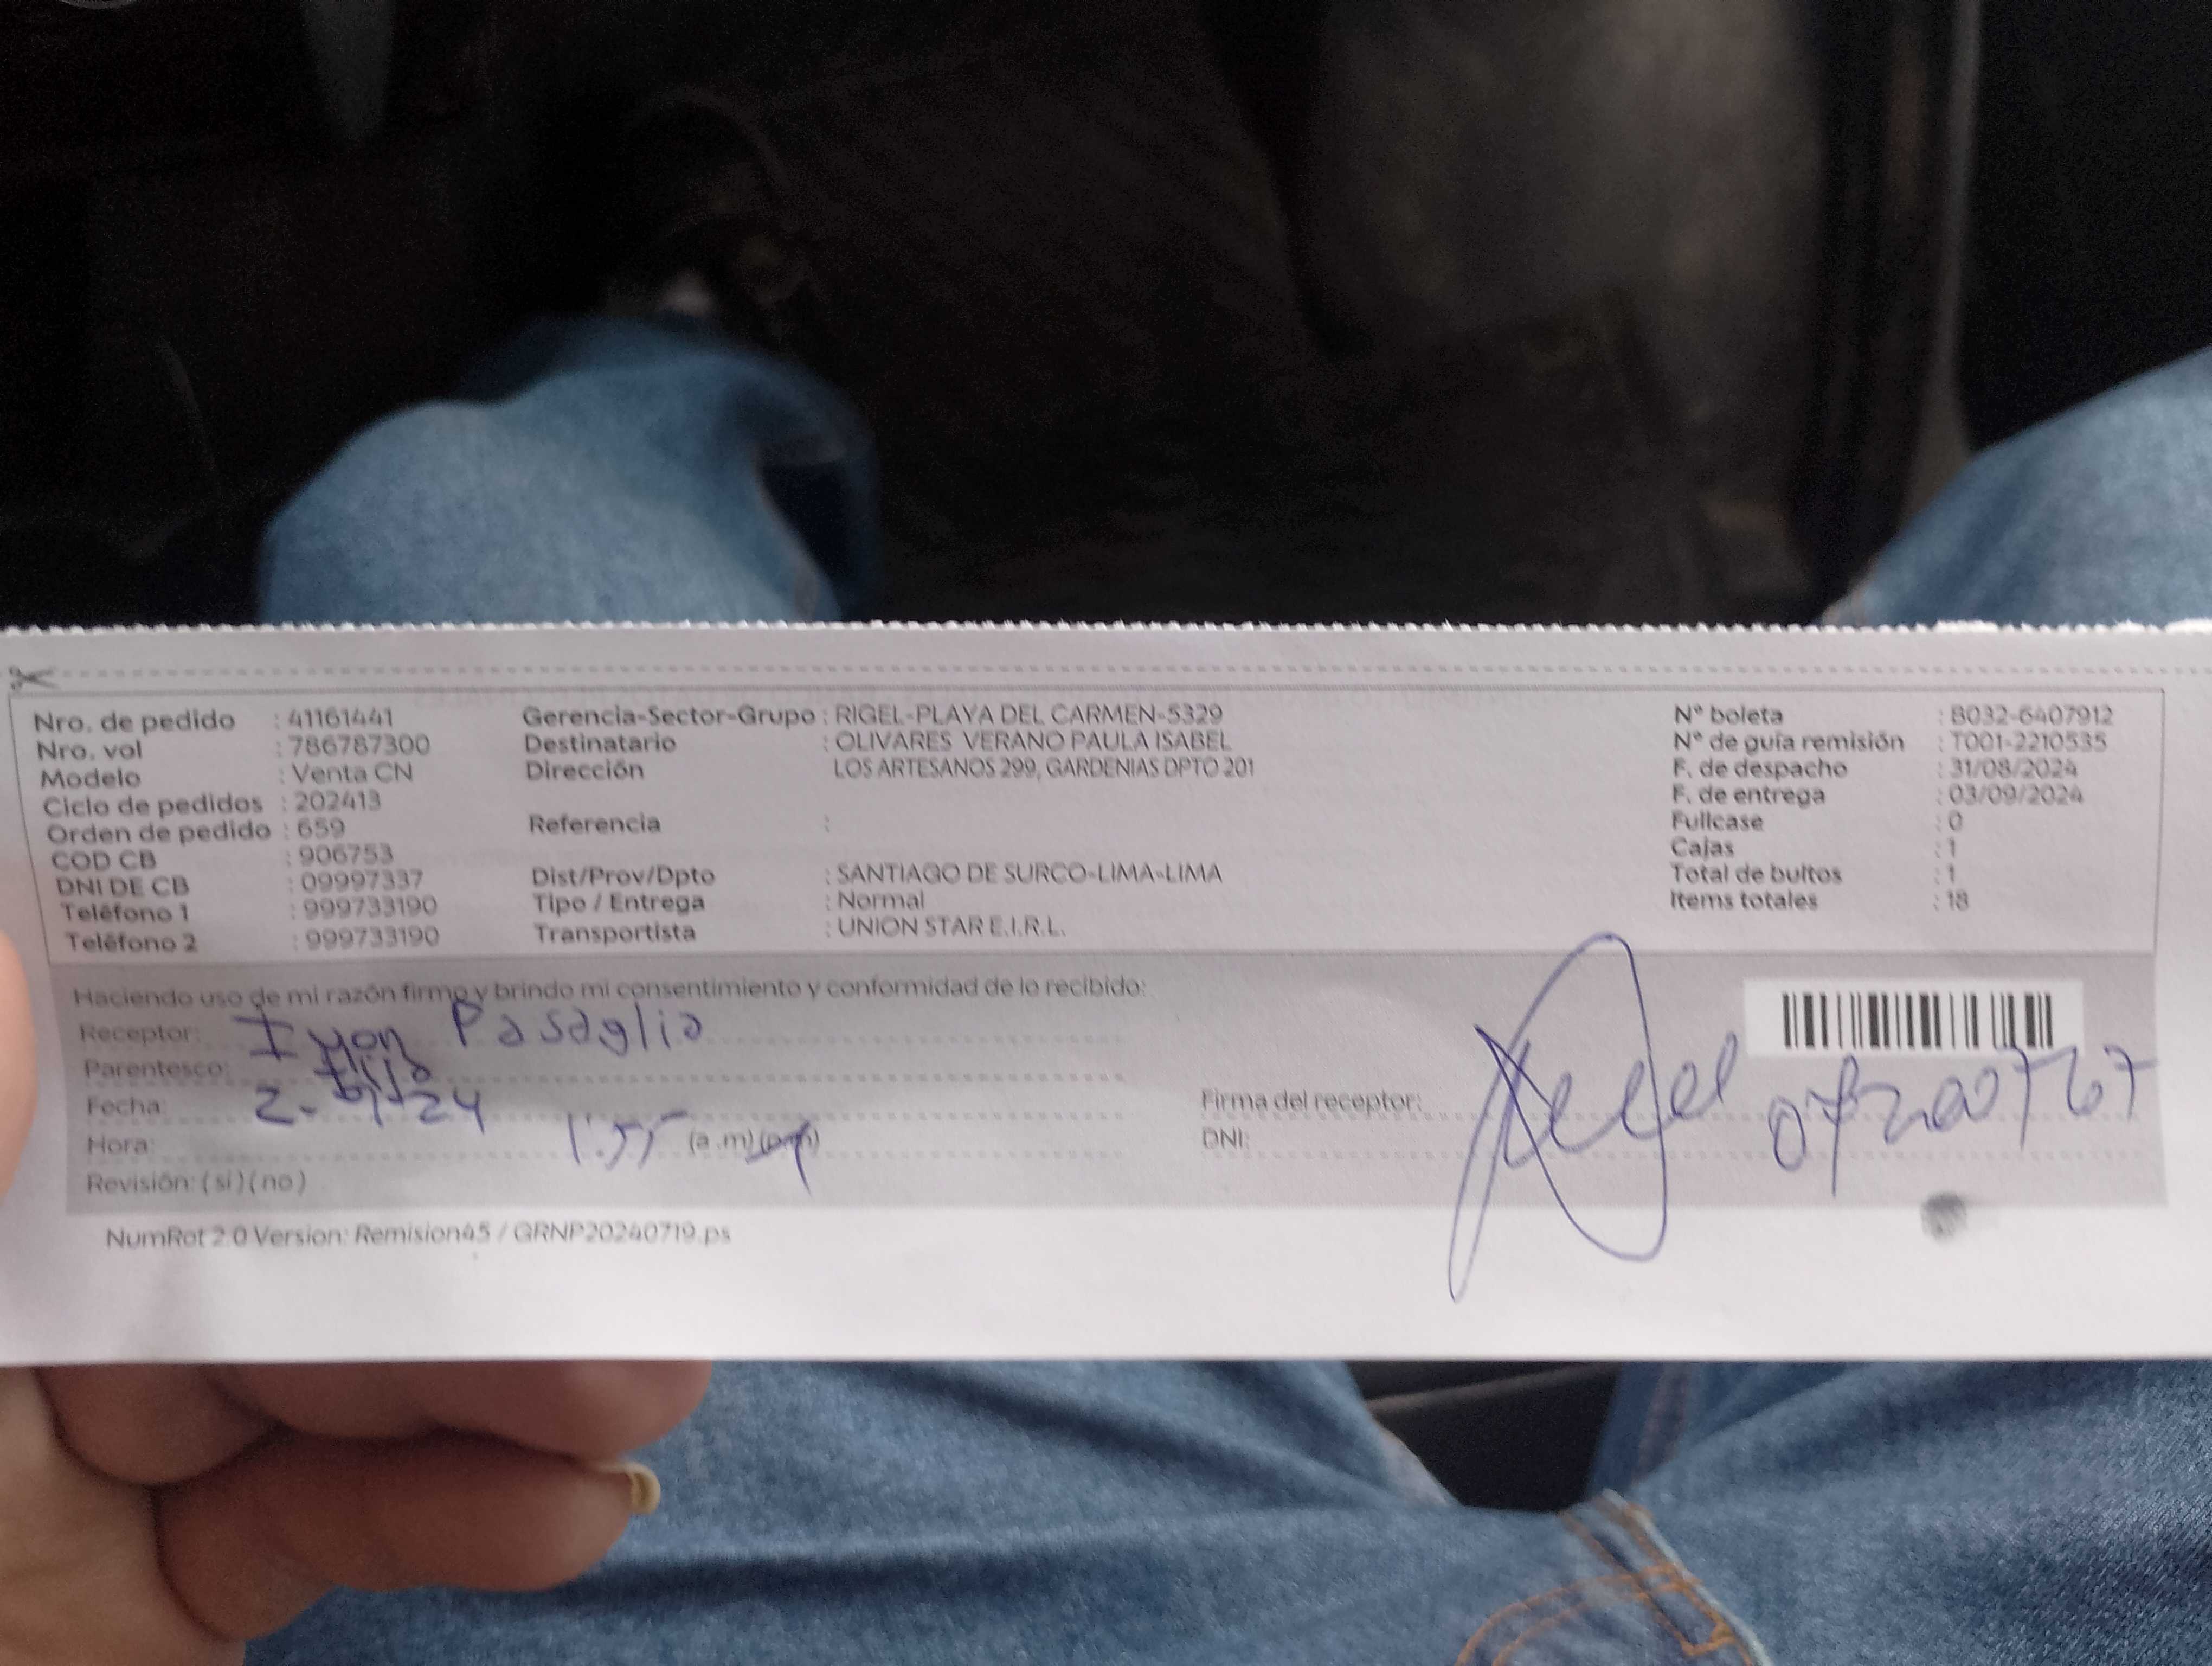 Nro. de pedido : 41161441
Nro. vol : 786787300
Modelo : Venta CN
Ciclo de pedidos : 202413
Orden de pedido : 659
COD CB : 906753
DNI DE CB : 09997337
Teléfono 1 : 999733190
Teléfono 2 : 999733190
Gerencia-Sector-Grupo : RIGEL-PLAYA DEL CARMEN-5329
Destinatario : OLIVARES VERANO PAULA ISABEL
Dirección LOS ARTESANOS 299, GARDENIAS DPTO 201
Referencia :
Dist/Prov/Dpto : SANTIAGO DE SURCO-LIMA-LIMA
Tipo / Entrega : Normal
Transportista : UNION STAR E.I.R.L.
N° boleta : B032-6407912
N° de guía remisión : T001-2210535
F. de despacho : 31/08/2024
F. de entrega : 03/09/2024
Fullcase : 0
Cajas : 1
Total de bultos : 1
Items totales : 18
Haciendo uso de mi razón firmo y brindo mi consentimiento y conformidad de lo recibido:
Receptor: Pasaglia
Parentesco:
Fecha: 2-9-24
Hora: 1:55 (a.m) (p.m)
Revisión: (si) (no)
Firma del receptor:
DNI:
NumRot 2.0 Version: Remision45 / GRNP20240719.ps